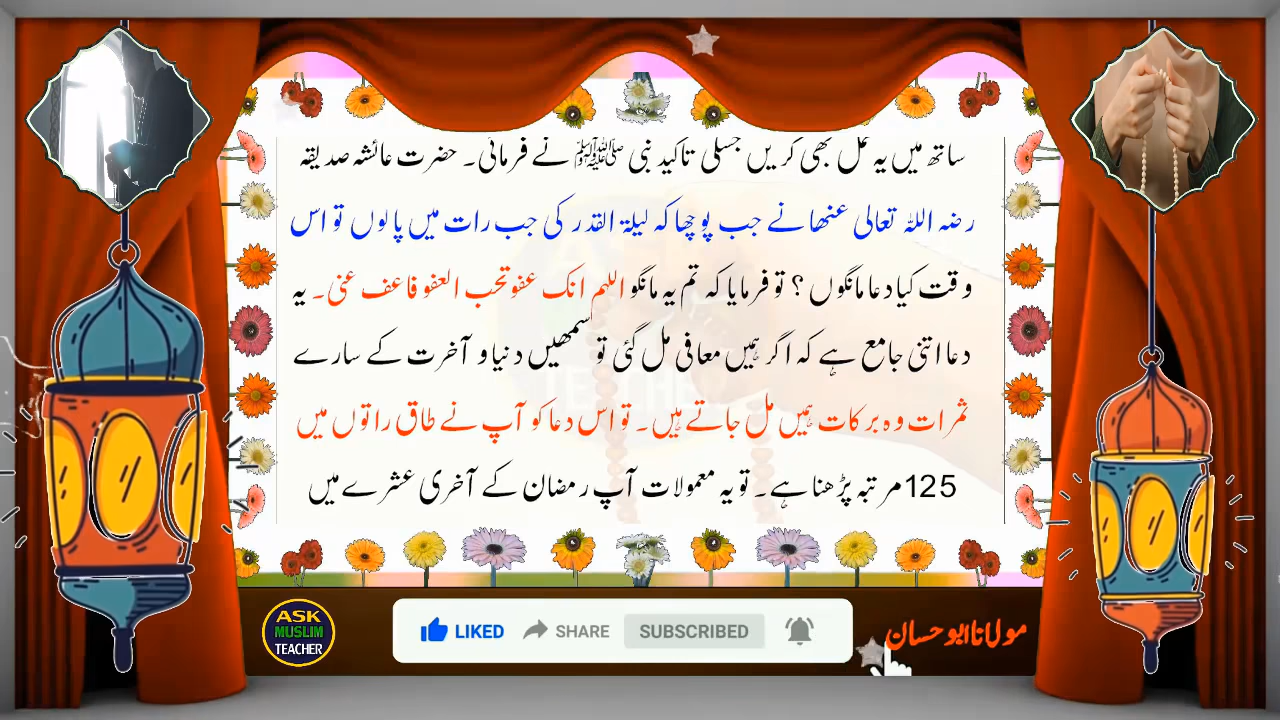 ساتھ میں یہ عمل بھی کریں جسکی تاکید نبی ﷺ نے فرمائی۔ حضرت عائشہ صدیقہ
رضہ اللہ تعالی عنھا نے جب پوچھا کہ لیلۃ القدر کی جب رات میں پالوں تو اس
وقت کیا دعا مانگوں ؟ تو فرمایا کہ تم یہ مانگو اللہم انک عفو تحب العفو فاعف عنی۔ یہ
دعا اتنی جامع ہے کہ اگر ہمیں معافی مل گئی تو سمھیں دنیا و آخرت کے سارے
ثمرات وہ برکات ہمیں مل جاتے ہیں۔ تو اس دعا کو آپ نے طاق راتوں میں
125 مرتبہ پڑھنا ہے۔ تو یہ معمولات آپ رمضان کے آخری عشرے میں
ASK
MUSLIM
TEACHER
LIKED SHARE SUBSCRIBED
مولانا ابو حسان